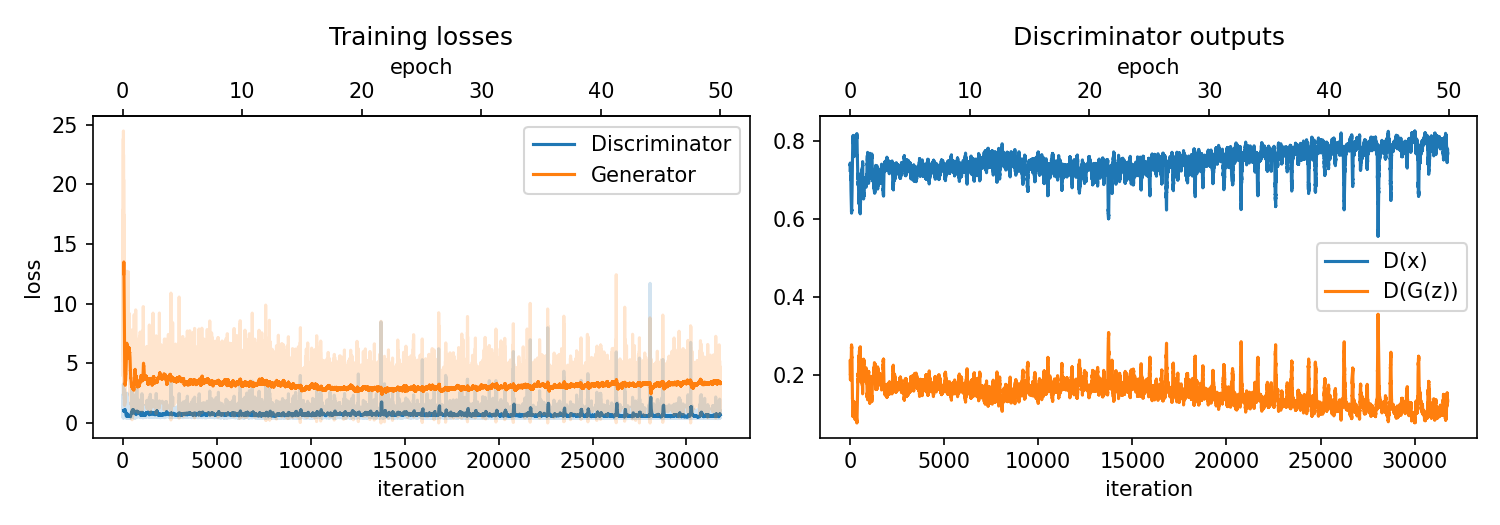 Training losses
epoch
0 10 20 30 40 50
25
20
15
10
5
0
loss
Discriminator
Generator
0 5000 10000 15000 20000 25000 30000
iteration
Discriminator outputs
epoch
0 10 20 30 40 50
0.8
0.6
0.4
0.2
D(x)
D(G(z))
0 5000 10000 15000 20000 25000 30000
iteration